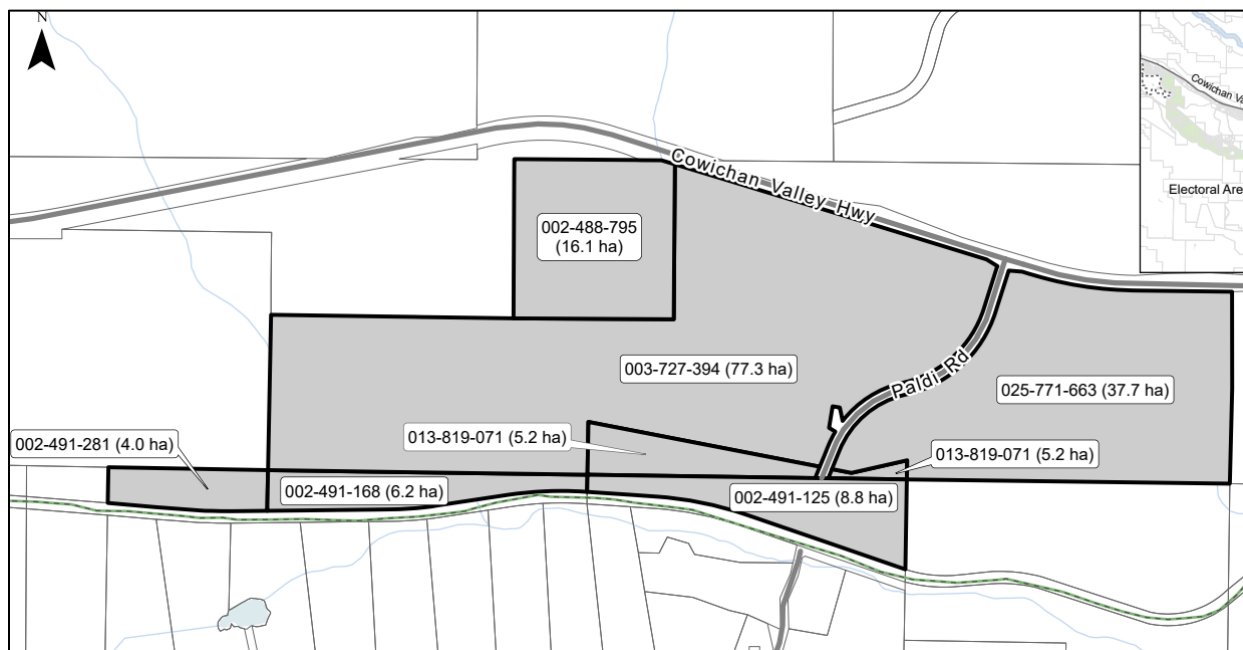 N
Cowichan Va
Electoral Are
Cowichan Valley Hwy
002-488-795
(16.1 ha)
003-727-394 (77.3 ha)
Paldi Rd
025-771-663 (37.7 ha)
002-491-281 (4.0 ha)
013-819-071 (5.2 ha)
013-819-071 (5.2 ha)
002-491-168 (6.2 ha)
002-491-125 (8.8 ha)